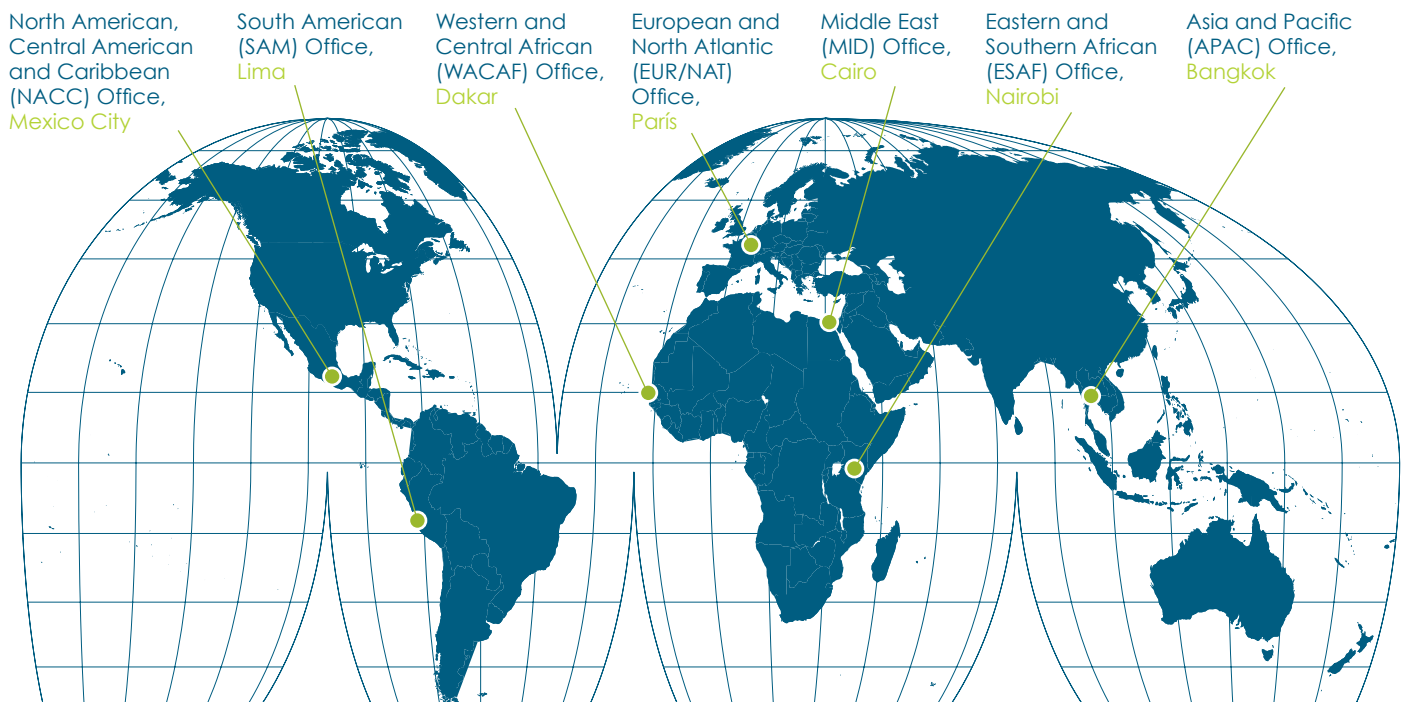 North American,
Central American
and Caribbean
(NACC) Office,
Mexico City
South American
(SAM) Office,
Lima
Western and
Central African
(WACAF) Office,
Dakar
European and
North Atlantic
(EUR/NAT)
Office,
París
Middle East
(MID) Office,
Cairo
Eastern and
Southern African
(ESAF) Office,
Nairobi
Asia and Pacific
(APAC) Office,
Bangkok